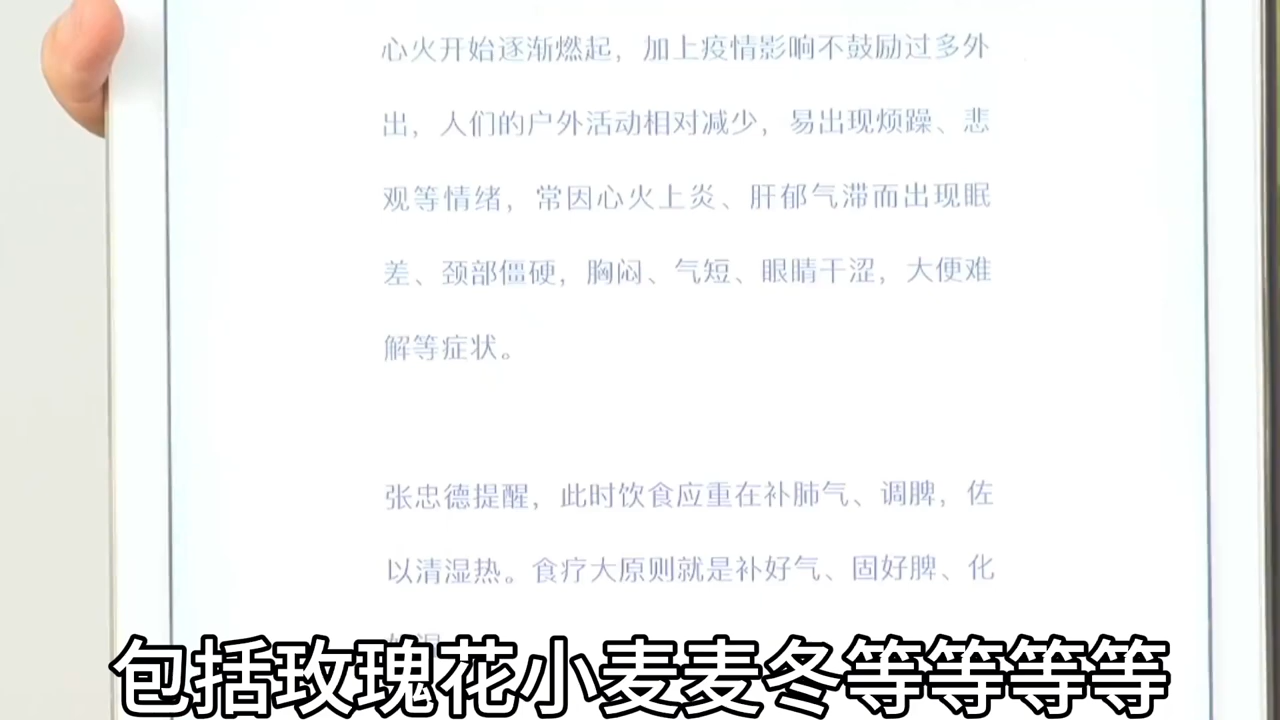 心火开始逐渐燃起，加上疫情影响不鼓励过多外
出，人们的户外活动相对减少，易出现烦躁、悲
观等情绪，常因心火上炎、肝郁气滞而出现眠
差、颈部僵硬，胸闷、气短、眼睛干涩，大便难
解等症状。
张忠德提醒，此时饮食应重在补肺气、调脾，佐
以清湿热。食疗大原则就是补好气、固好脾、化
包括玫瑰花小麦麦冬等等等等